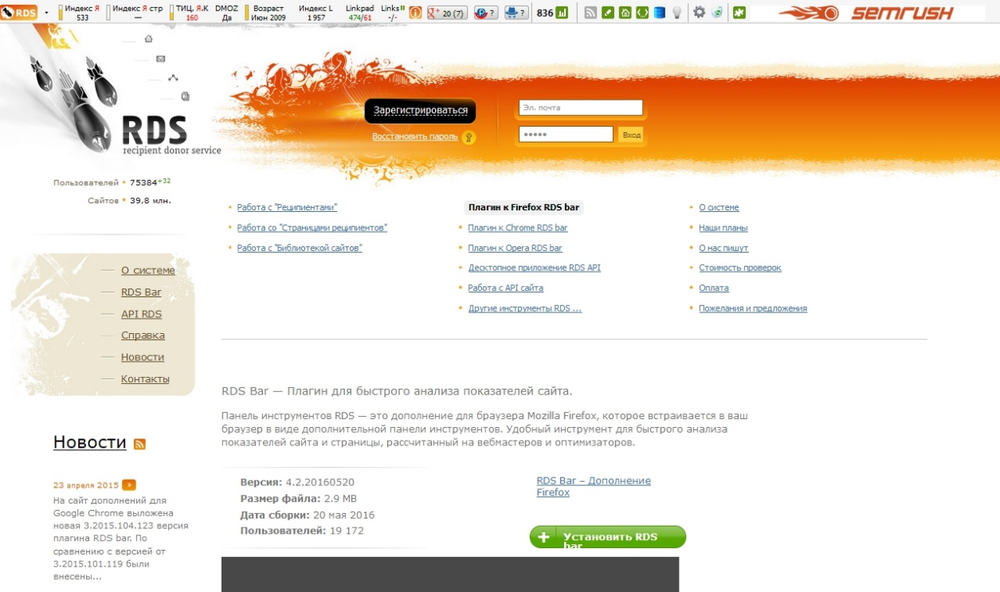 RDS
Индекс Я
533
Индекс Я стр
—
ТИЦ, Я.К
160
DMOZ
Да
Возраст
Июн 2009
Индекс L
1 957
Linkpad
474/61
Links
-/-
g+ 20 (7)
P ?
?
836
SEMRUSH
RDS
recipient donor service
Зарегистрироваться
Восстановить пароль
Эл. почта
•••••
Вход
Пользователей • 75384+32
Сайтов • 39,8 млн.
Работа с "Реципиентами"
Работа со "Страницами реципиентов"
Работа с "Библиотекой сайтов"
Плагин к Firefox RDS bar
Плагин к Chrome RDS bar
Плагин к Opera RDS bar
Десктопное приложение RDS API
Работа с API сайта
Другие инструменты RDS ...
О системе
Наши планы
О нас пишут
Стоимость проверок
Оплата
Пожелания и предложения
О системе
RDS Bar
API RDS
Справка
Новости
Контакты
RDS Bar — Плагин для быстрого анализа показателей сайта.
Панель инструментов RDS — это дополнение для браузера Mozilla Firefox, которое встраивается в ваш
браузер в виде дополнительной панели инструментов. Удобный инструмент для быстрого анализа
показателей сайта и страницы, рассчитанный на вебмастеров и оптимизаторов.
Новости
23 апреля 2015 »
На сайт дополнений для
Google Chrome выложена
новая 3.2015.104.123 версия
плагина RDS bar. По
сравнению с версией от
3.2015.101.119 были
внесены...
Версия: 4.2.20160520
Размер файла: 2.9 MB
Дата сборки: 20 мая 2016
Пользователей: 19 172
RDS Bar – Дополнение
Firefox
Установить RDS
bar